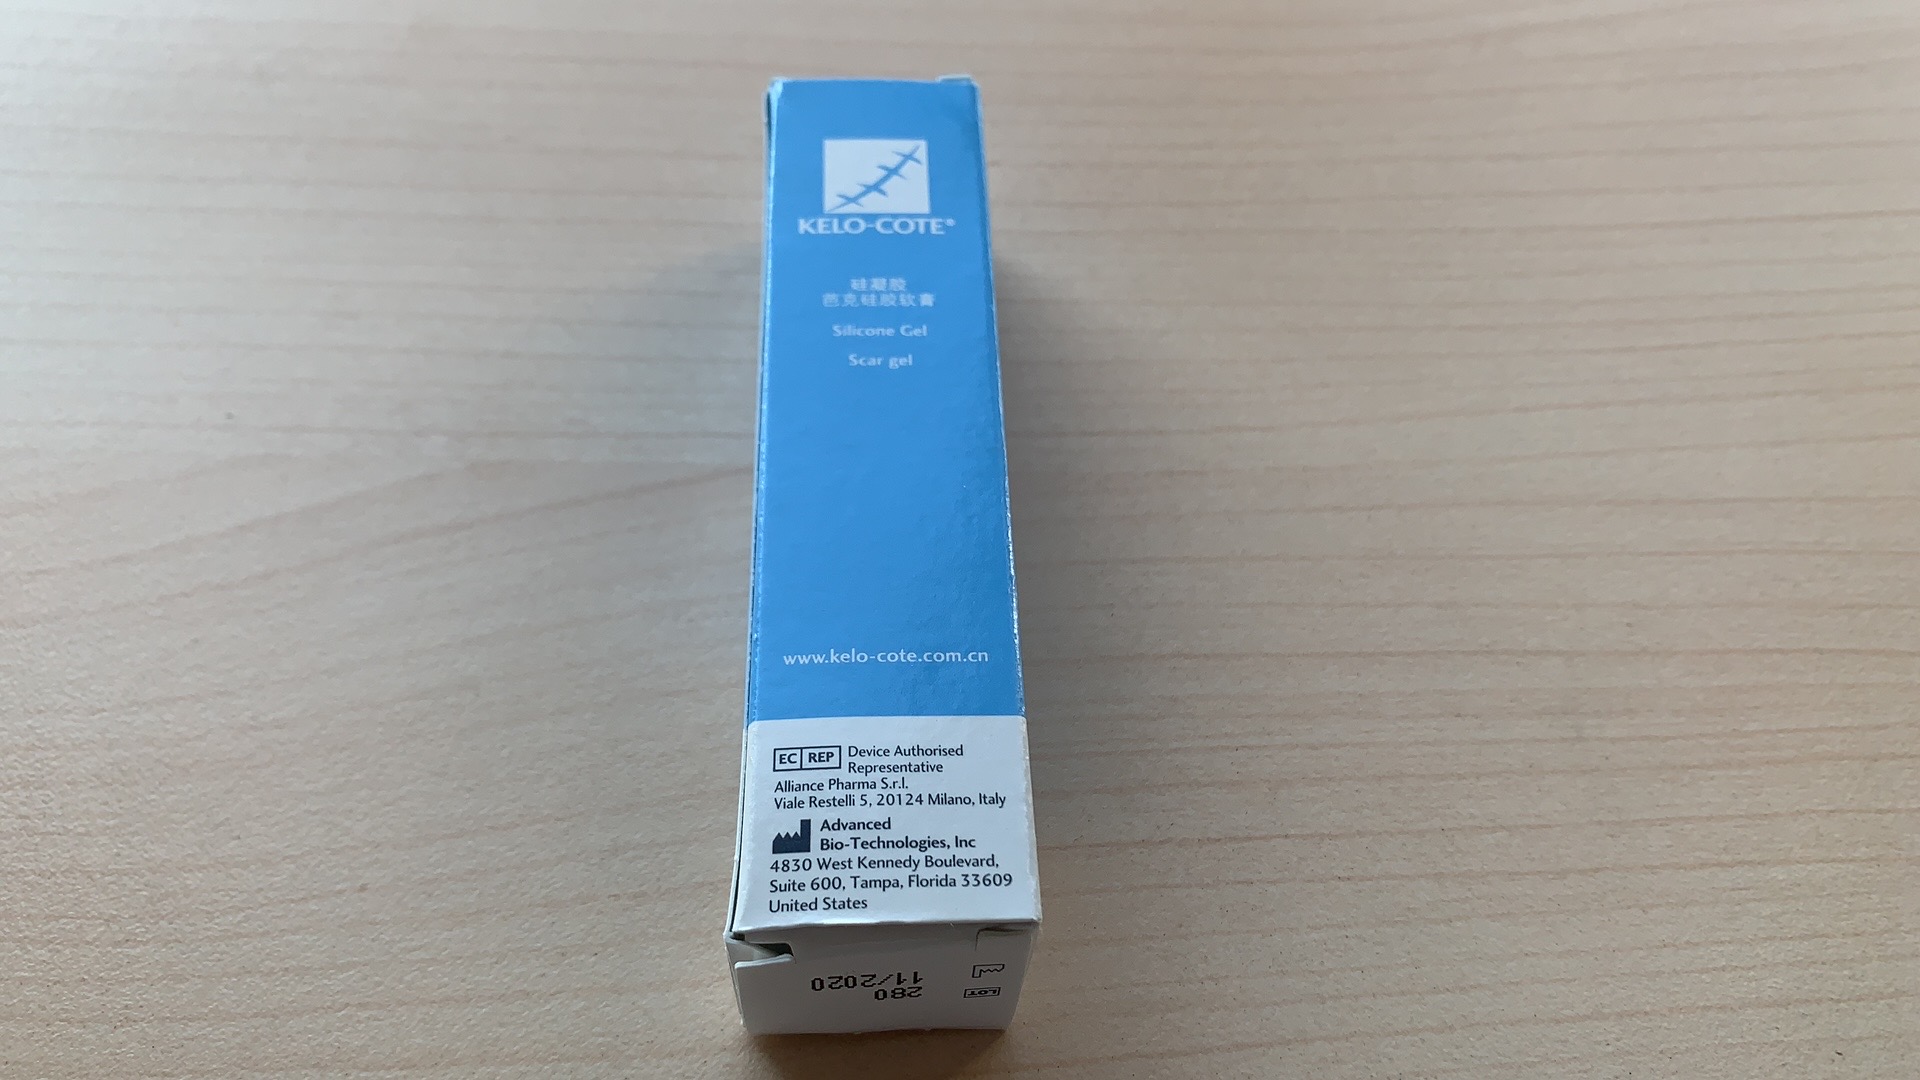 KELO-COTE®
硅凝胶
芭克硅胶软膏
Silicone Gel
Scar gel
www.kelo-cote.com.cn
EC REP Device Authorised
Representative
Alliance Pharma S.r.l.
Viale Restelli 5, 20124 Milano, Italy
Advanced
Bio-Technologies, Inc
4830 West Kennedy Boulevard,
Suite 600, Tampa, Florida 33609
United States
LOT 280
11/2020